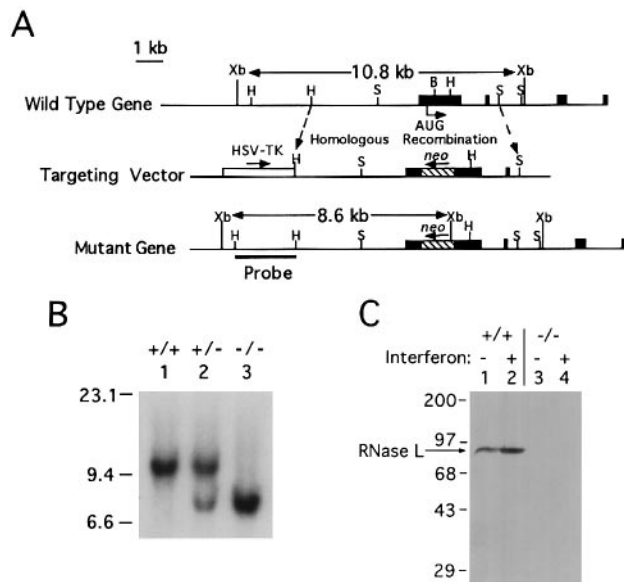 A
1 kb
Xb 10.8 kb Xb
H H S B H S S
Wild Type Gene
AUG
HSV-TK Homologous Recombination
H S neo H S
Targeting Vector
Xb 8.6 kb Xb Xb
H H S neo H S S
Mutant Gene
Probe
B
+/+ +/- -/-
1 2 3
23.1
9.4
6.6
C
+/+ -/-
Interferon: - + - +
1 2 3 4
200
97
RNase L
68
43
29